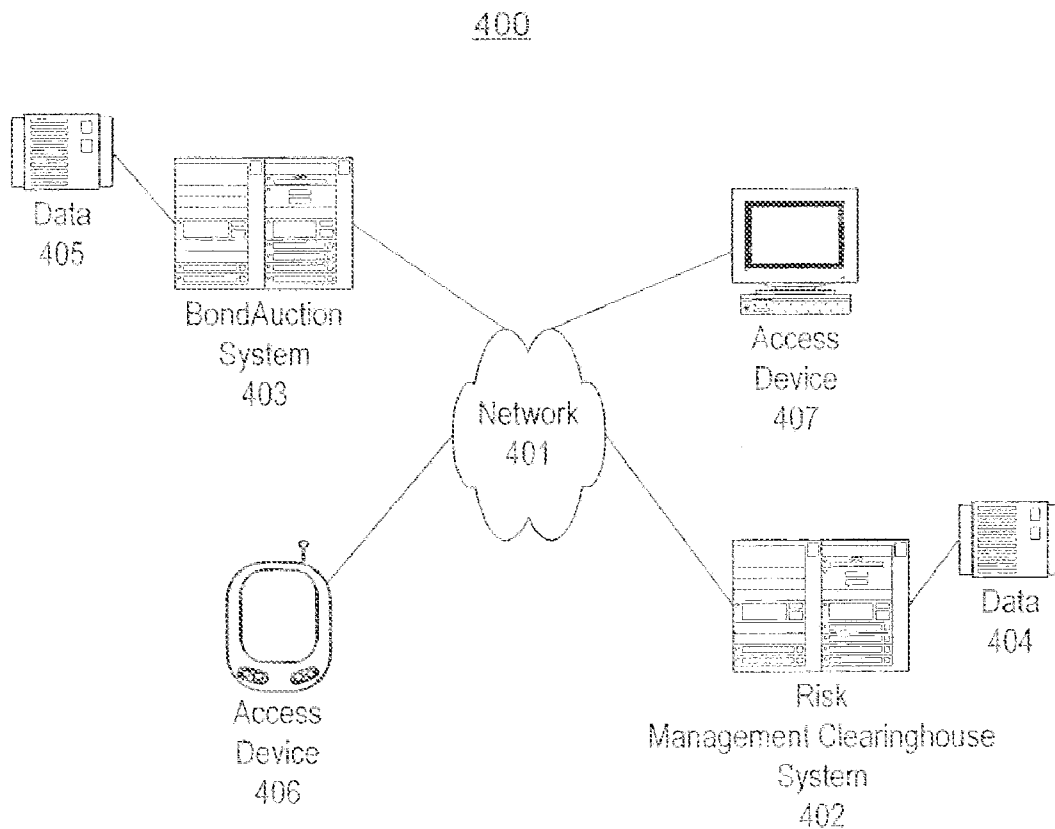 400
Data
405
BondAuction
System
403
Access
Device
407
Network
401
Access
Device
406
Data
404
Risk
Management Clearinghouse
System
402